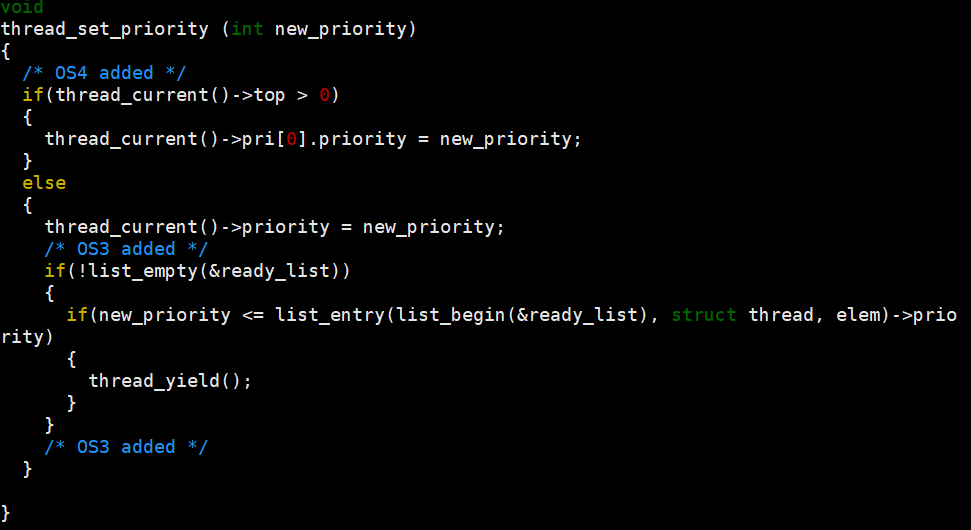 void
thread_set_priority (int new_priority)
{
  /* OS4 added */
  if(thread_current()->top > 0)
  {
    thread_current()->pri[0].priority = new_priority;
  }
  else
  {
    thread_current()->priority = new_priority;
    /* OS3 added */
    if(!list_empty(&ready_list))
    {
      if(new_priority <= list_entry(list_begin(&ready_list), struct thread, elem)->prio
rity)
      {
        thread_yield();
      }
    }
    /* OS3 added */
  }

}